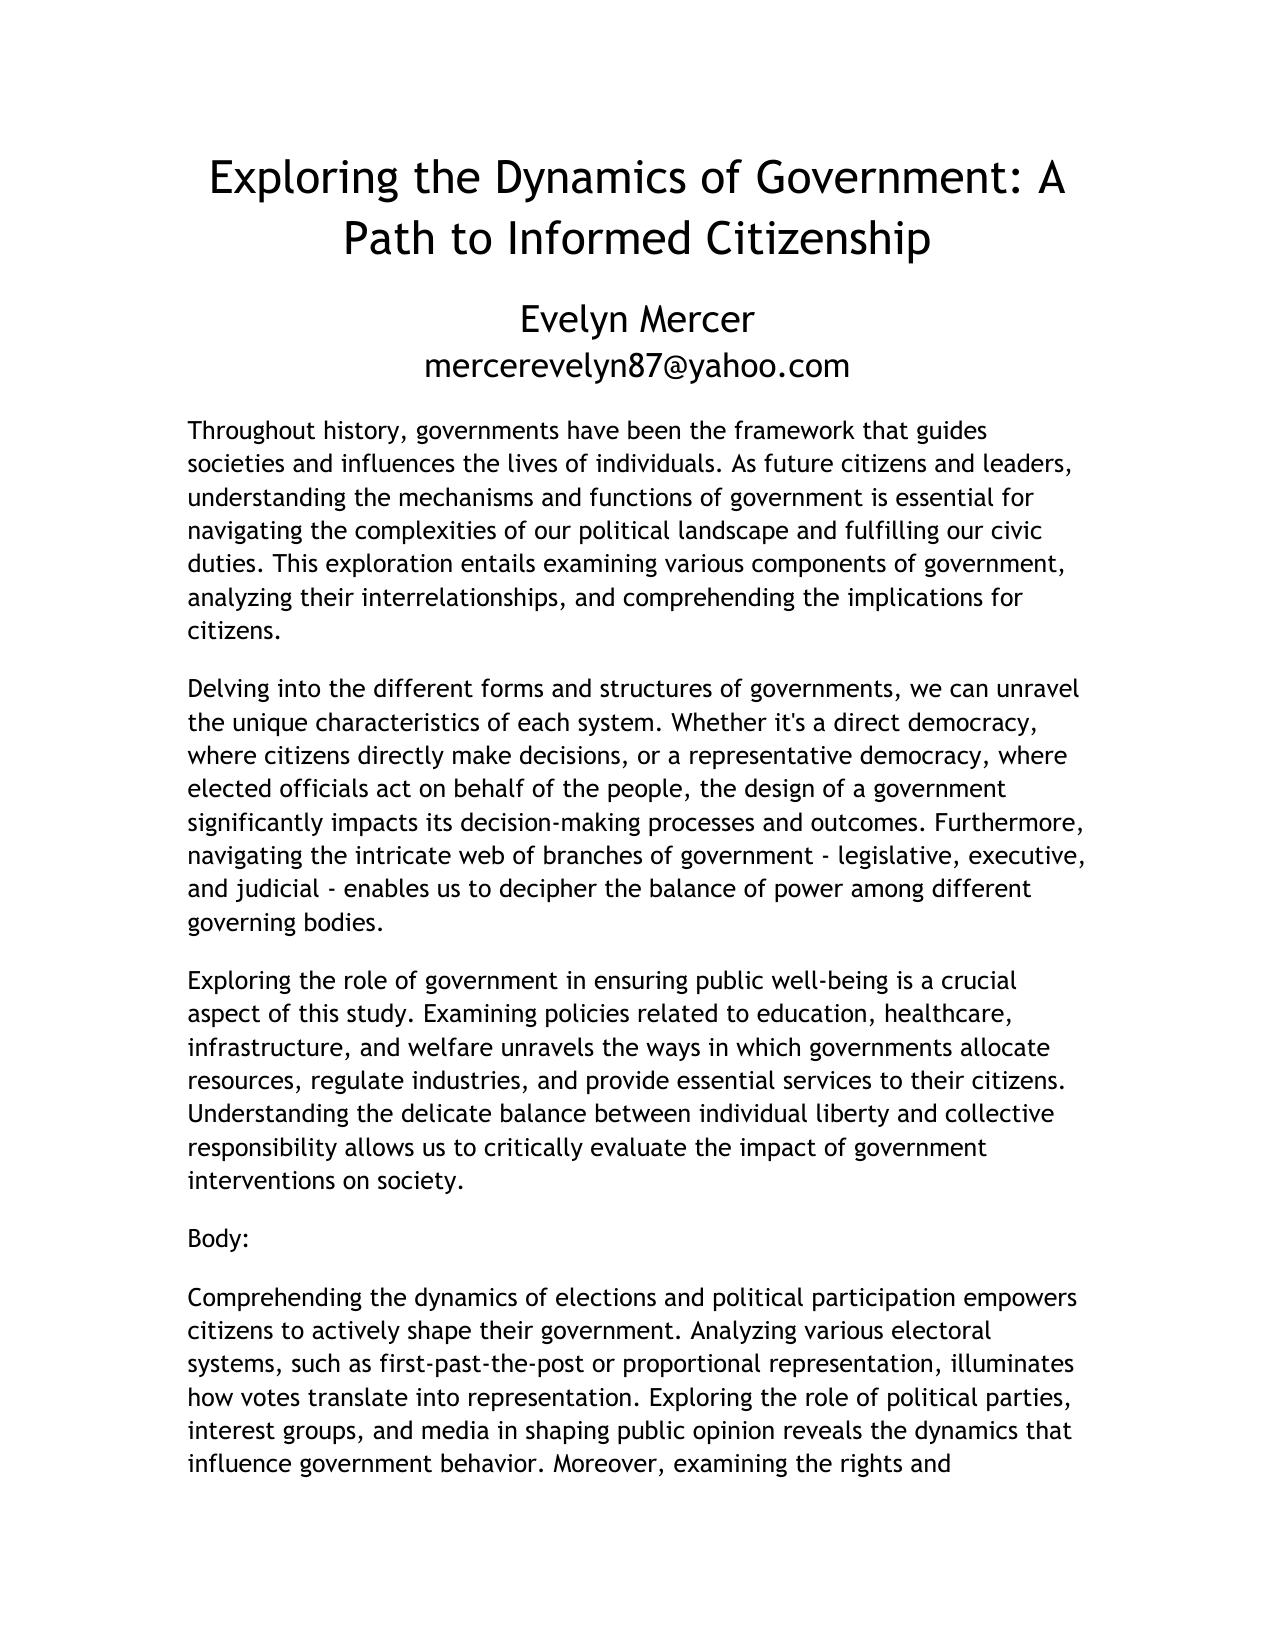 Exploring the Dynamics of Government: A
Path to Informed Citizenship
Evelyn Mercer
mercerevelyn87@yahoo.com
Throughout history, governments have been the framework that guides
societies and influences the lives of individuals. As future citizens and leaders,
understanding the mechanisms and functions of government is essential for
navigating the complexities of our political landscape and fulfilling our civic
duties. This exploration entails examining various components of government,
analyzing their interrelationships, and comprehending the implications for
citizens.
Delving into the different forms and structures of governments, we can unravel
the unique characteristics of each system. Whether it's a direct democracy,
where citizens directly make decisions, or a representative democracy, where
elected officials act on behalf of the people, the design of a government
significantly impacts its decision-making processes and outcomes. Furthermore,
navigating the intricate web of branches of government - legislative, executive,
and judicial - enables us to decipher the balance of power among different
governing bodies.
Exploring the role of government in ensuring public well-being is a crucial
aspect of this study. Examining policies related to education, healthcare,
infrastructure, and welfare unravels the ways in which governments allocate
resources, regulate industries, and provide essential services to their citizens.
Understanding the delicate balance between individual liberty and collective
responsibility allows us to critically evaluate the impact of government
interventions on society.
Body:
Comprehending the dynamics of elections and political participation empowers
citizens to actively shape their government. Analyzing various electoral
systems, such as first-past-the-post or proportional representation, illuminates
how votes translate into representation. Exploring the role of political parties,
interest groups, and media in shaping public opinion reveals the dynamics that
influence government behavior. Moreover, examining the rights and